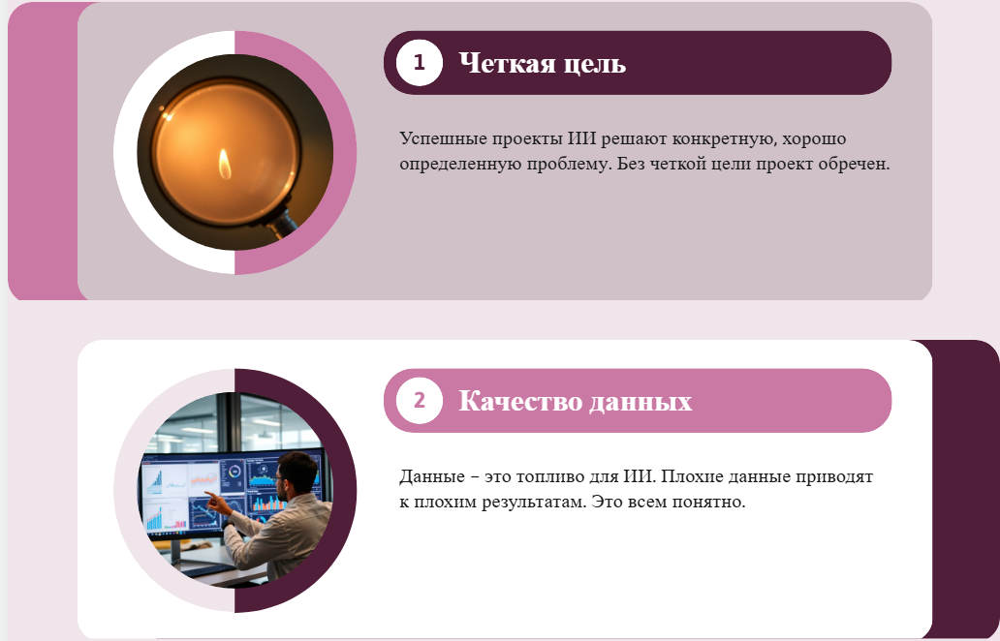 1 Четкая цель
Успешные проекты ИИ решают конкретную, хорошо
определенную проблему. Без четкой цели проект обречен.
2 Качество данных
Данные – это топливо для ИИ. Плохие данные приводят
к плохим результатам. Это всем понятно.